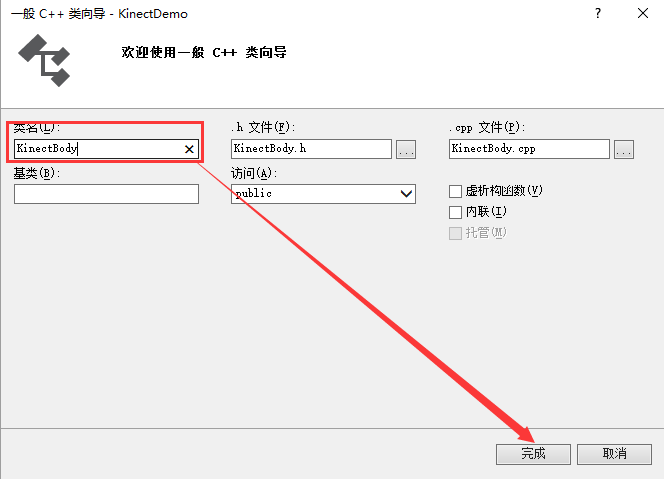 一般 C++ 类向导 - KinectDemo
?
欢迎使用一般 C++ 类向导
类名(L):
.h 文件(F):
.cpp 文件(P):
KinectBody
KinectBody.h
...
KinectBody.cpp
...
基类(B):
访问(A):
public
虚析构函数(V)
内联(I)
托管(M)
完成
取消